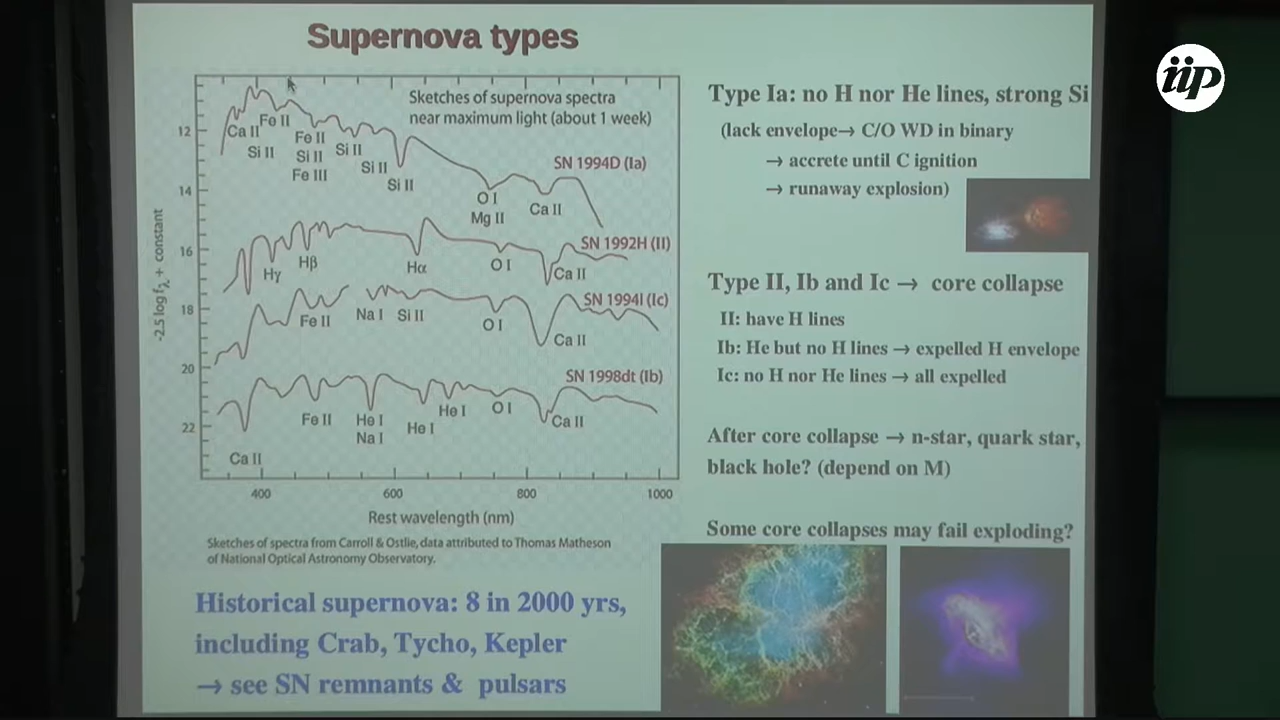 Supernova types
iip
Sketches of supernova spectra
near maximum light (about 1 week)
12
14
16
18
20
22
-2.5 log fλ + constant
Ca II
Fe II
Si II
Fe II
Si II
Fe III
Si II
Si II
Si II
SN 1994D (Ia)
O I
Mg II
Ca II
SN 1992H (II)
Hγ
Hβ
Hα
O I
Ca II
SN 1994I (Ic)
Fe II
Na I
Si II
O I
Ca II
SN 1998dt (Ib)
Fe II
He I
Na I
He I
He I
O I
Ca II
Ca II
400
600
800
1000
Rest wavelength (nm)
Sketches of spectra from Carroll & Ostlie, data attributed to Thomas Matheson
of National Optical Astronomy Observatory.
Historical supernova: 8 in 2000 yrs,
including Crab, Tycho, Kepler
→ see SN remnants & pulsars
Type Ia: no H nor He lines, strong Si
(lack envelope→ C/O WD in binary
→ accrete until C ignition
→ runaway explosion)
Type II, Ib and Ic → core collapse
II: have H lines
Ib: He but no H lines → expelled H envelope
Ic: no H nor He lines → all expelled
After core collapse → n-star, quark star,
black hole? (depend on M)
Some core collapses may fail exploding?